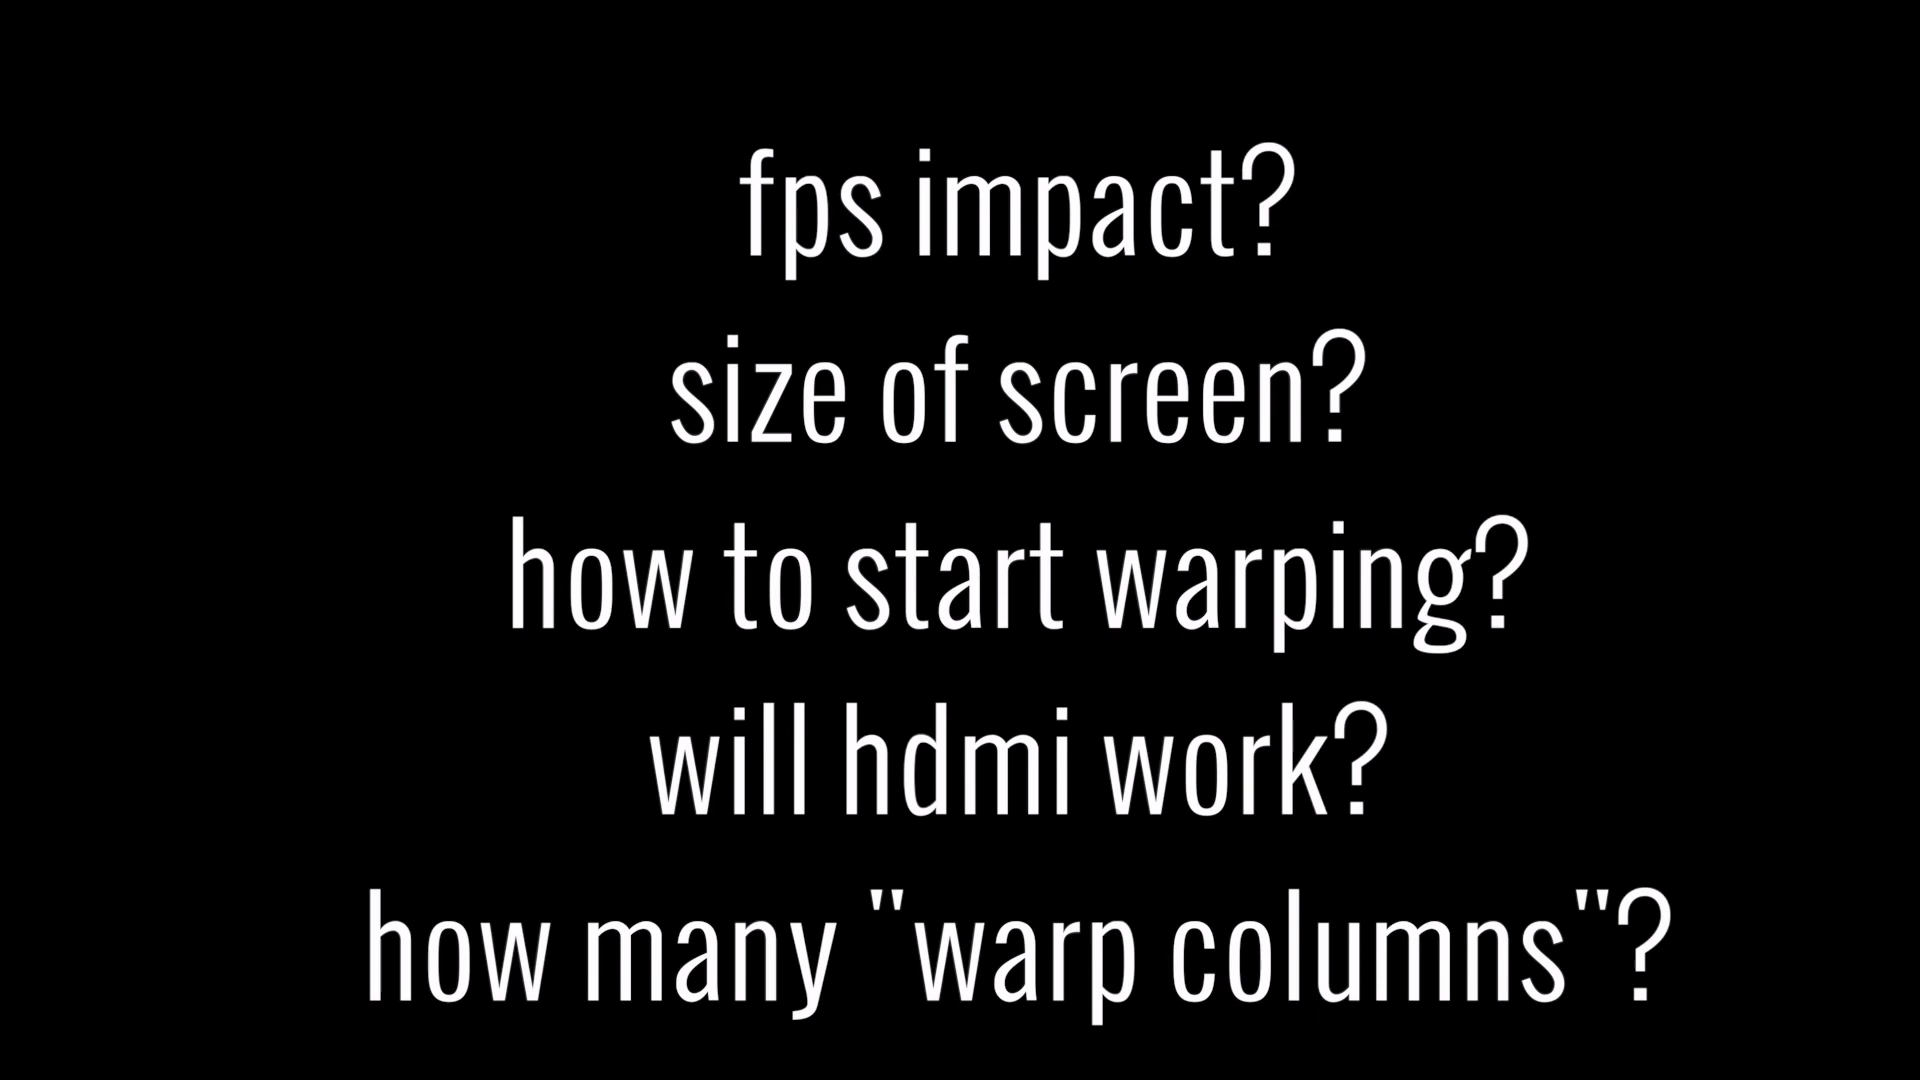 fps impact?
size of screen?
how to start warping?
will hdmi work?
how many "warp columns"?